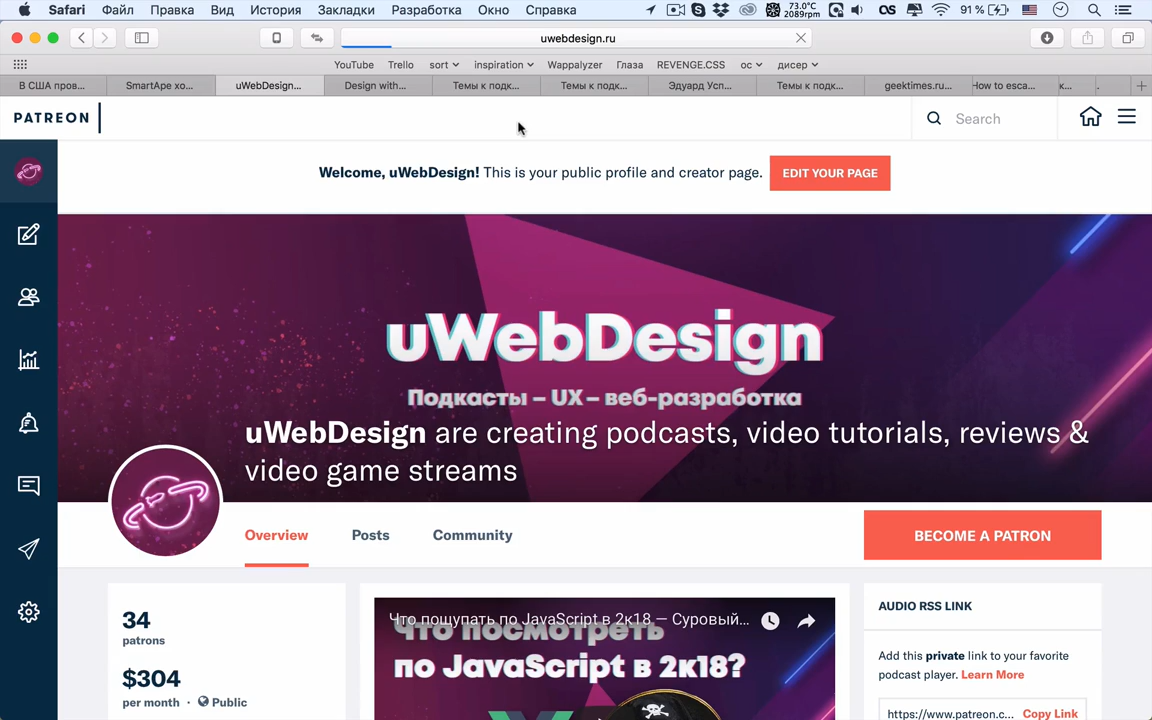 Safari Файл Правка Вид История Закладки Разработка Окно Справка 73.0°C 2089rpm 91 %
uwebdesign.ru
YouTube Trello sort inspiration Wappalyzer Глаза REVENGE.CSS ос дисер
В США пров... SmartApe хо... uWebDesign... Design with... Темы к подк... Темы к подк... Эдуард Усп... Темы к подк... geektimes.ru... How to esca... к... .
PATREON Search
Welcome, uWebDesign! This is your public profile and creator page. EDIT YOUR PAGE
uWebDesign
Подкасты – UX – веб-разработка
uWebDesign are creating podcasts, video tutorials, reviews &
video game streams
Overview Posts Community BECOME A PATRON
34
patrons
$304
per month · Public
Что пощупать по JavaScript в 2к18 — Суровый...
Что посмотреть
по JavaScript в 2к18?
AUDIO RSS LINK
Add this private link to your favorite
podcast player. Learn More
https://www.patreon.c... Copy Link